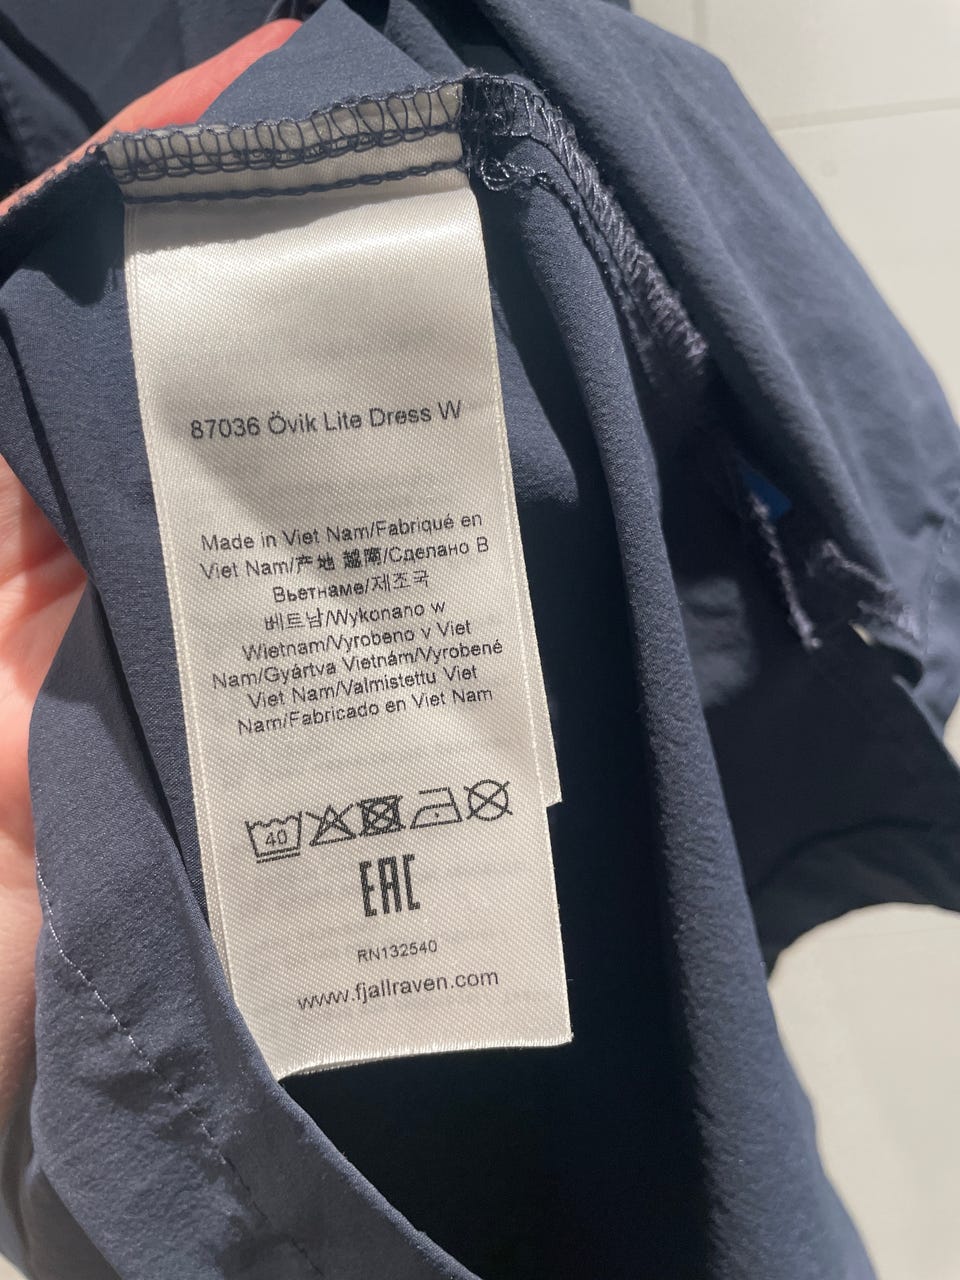 87036 Övik Lite Dress W
Made in Viet Nam/Fabriqué en
Viet Nam/产地 越南/Сделано В
Вьетнаме/제조국
베트남/Wykonano w
Wietnam/Vyrobeno v Viet
Nam/Gyártva Vietnám/Vyrobené
Viet Nam/Valmistettu Viet
Nam/Fabricado en Viet Nam
40
EAC
RN132540
www.fjallraven.com